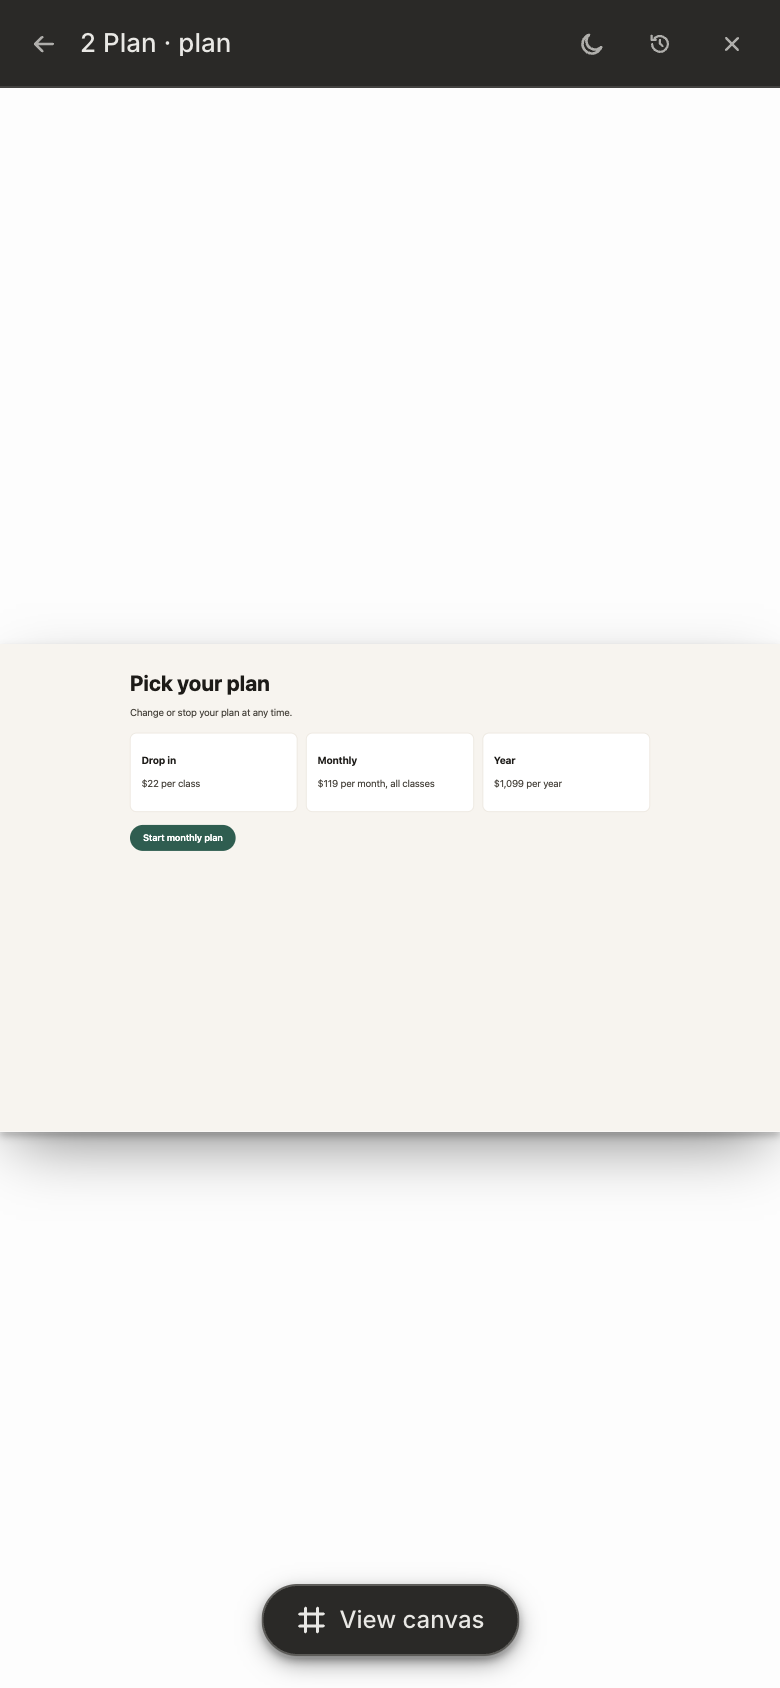 2 Plan · plan
Pick your plan
Change or stop your plan at any time.
Drop in
$22 per class
Monthly
$119 per month, all classes
Year
$1,099 per year
Start monthly plan
View canvas